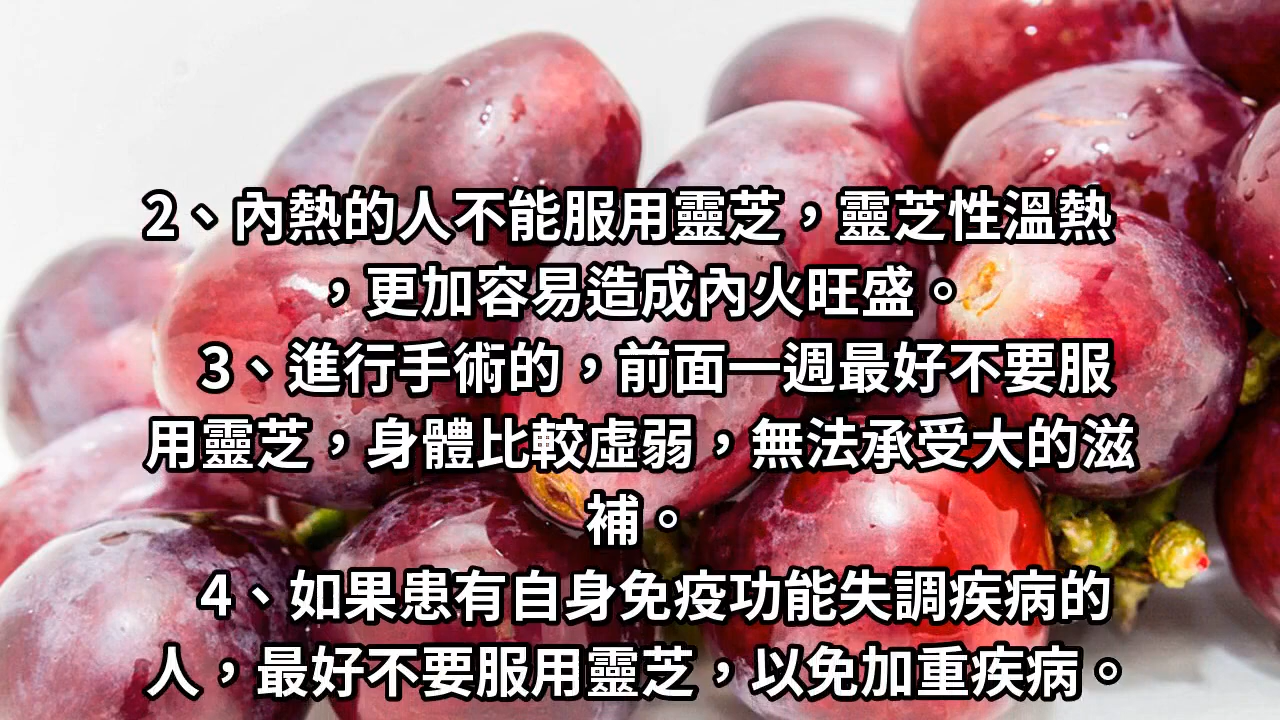 2、內熱的人不能服用靈芝，靈芝性溫熱
，更加容易造成內火旺盛。
3、進行手術的，前面一週最好不要服
用靈芝，身體比較虛弱，無法承受大的滋
補。
4、如果患有自身免疫功能失調疾病的
人，最好不要服用靈芝，以免加重疾病。